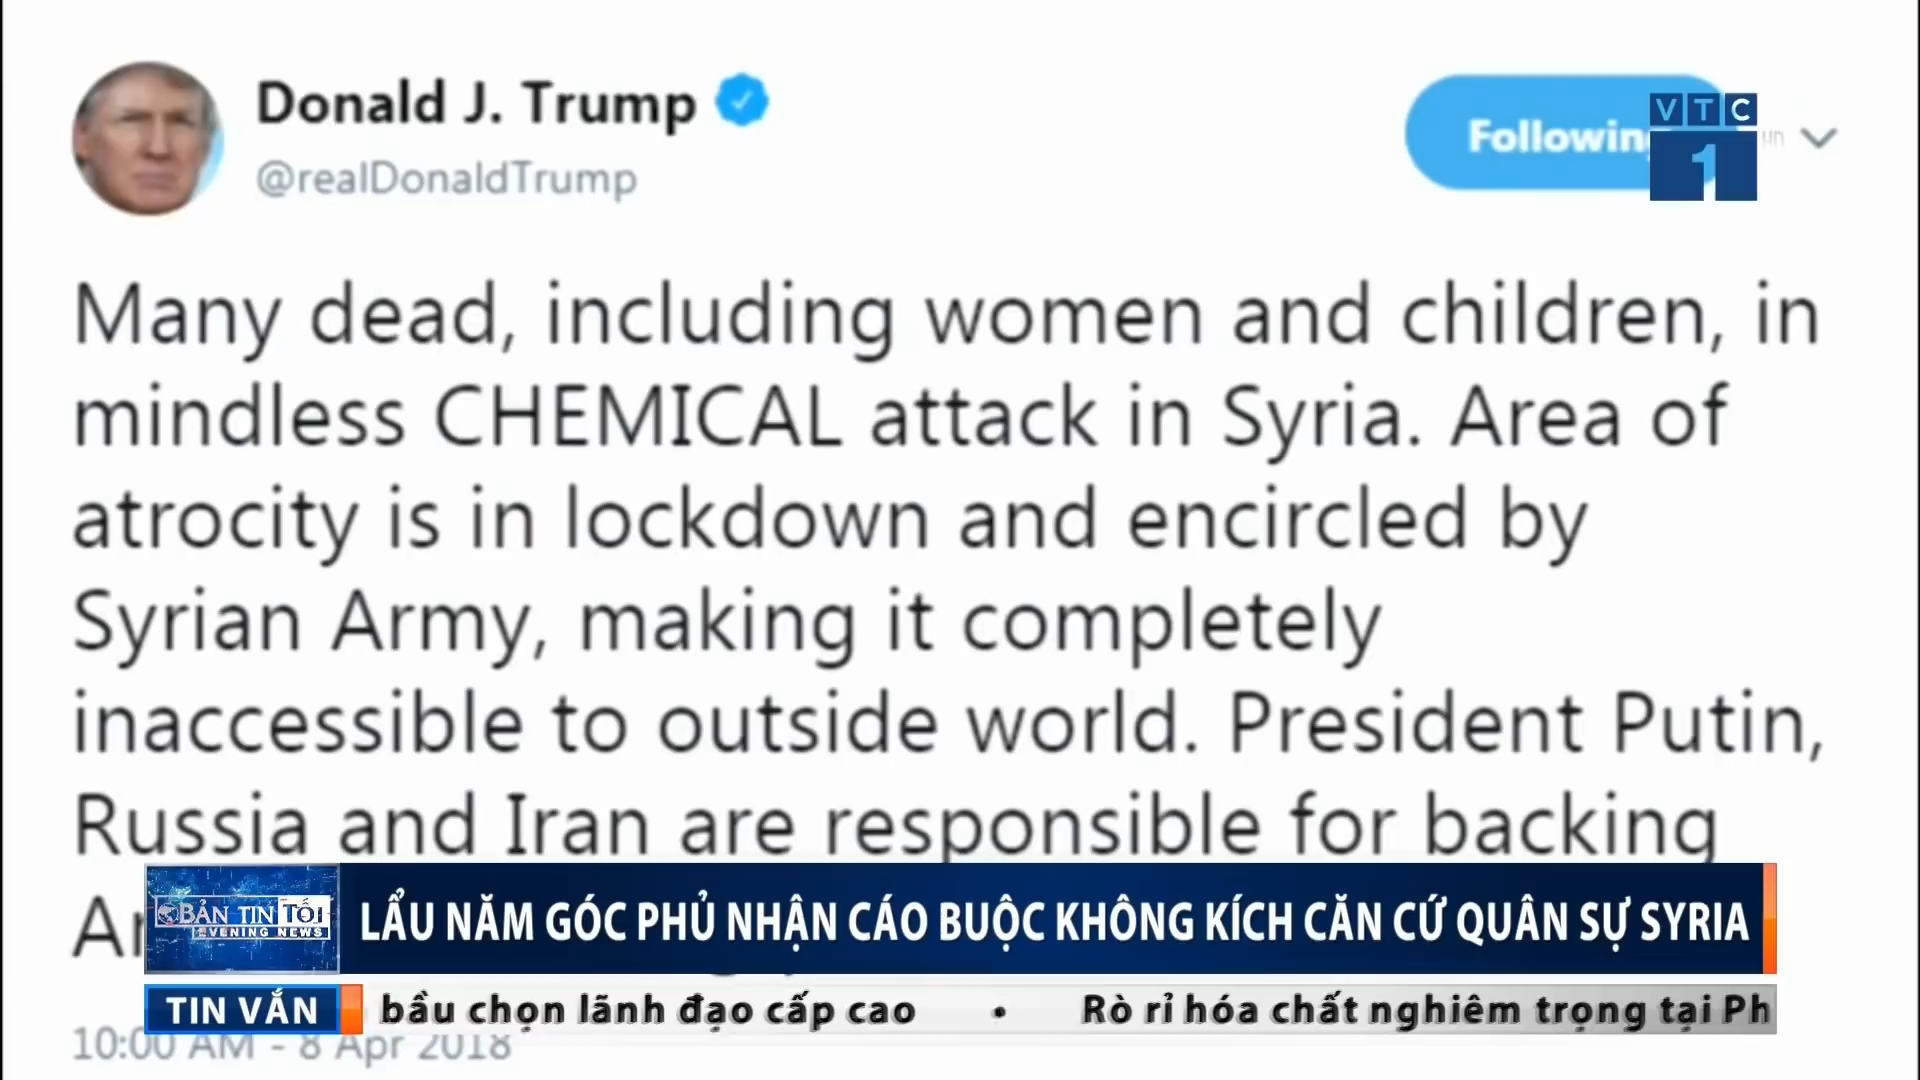 Donald J. Trump
@realDonaldTrump
Following
VTC
1
Many dead, including women and children, in
mindless CHEMICAL attack in Syria. Area of
atrocity is in lockdown and encircled by
Syrian Army, making it completely
inaccessible to outside world. President Putin,
Russia and Iran are responsible for backing
BẢN TIN TỐI
EVENING NEWS
LẦU NĂM GÓC PHỦ NHẬN CÁO BUỘC KHÔNG KÍCH CĂN CỨ QUÂN SỰ SYRIA
TIN VẮN
bầu chọn lãnh đạo cấp cao • Rò rỉ hóa chất nghiêm trọng tại Ph
10:00 AM - 8 Apr 2018